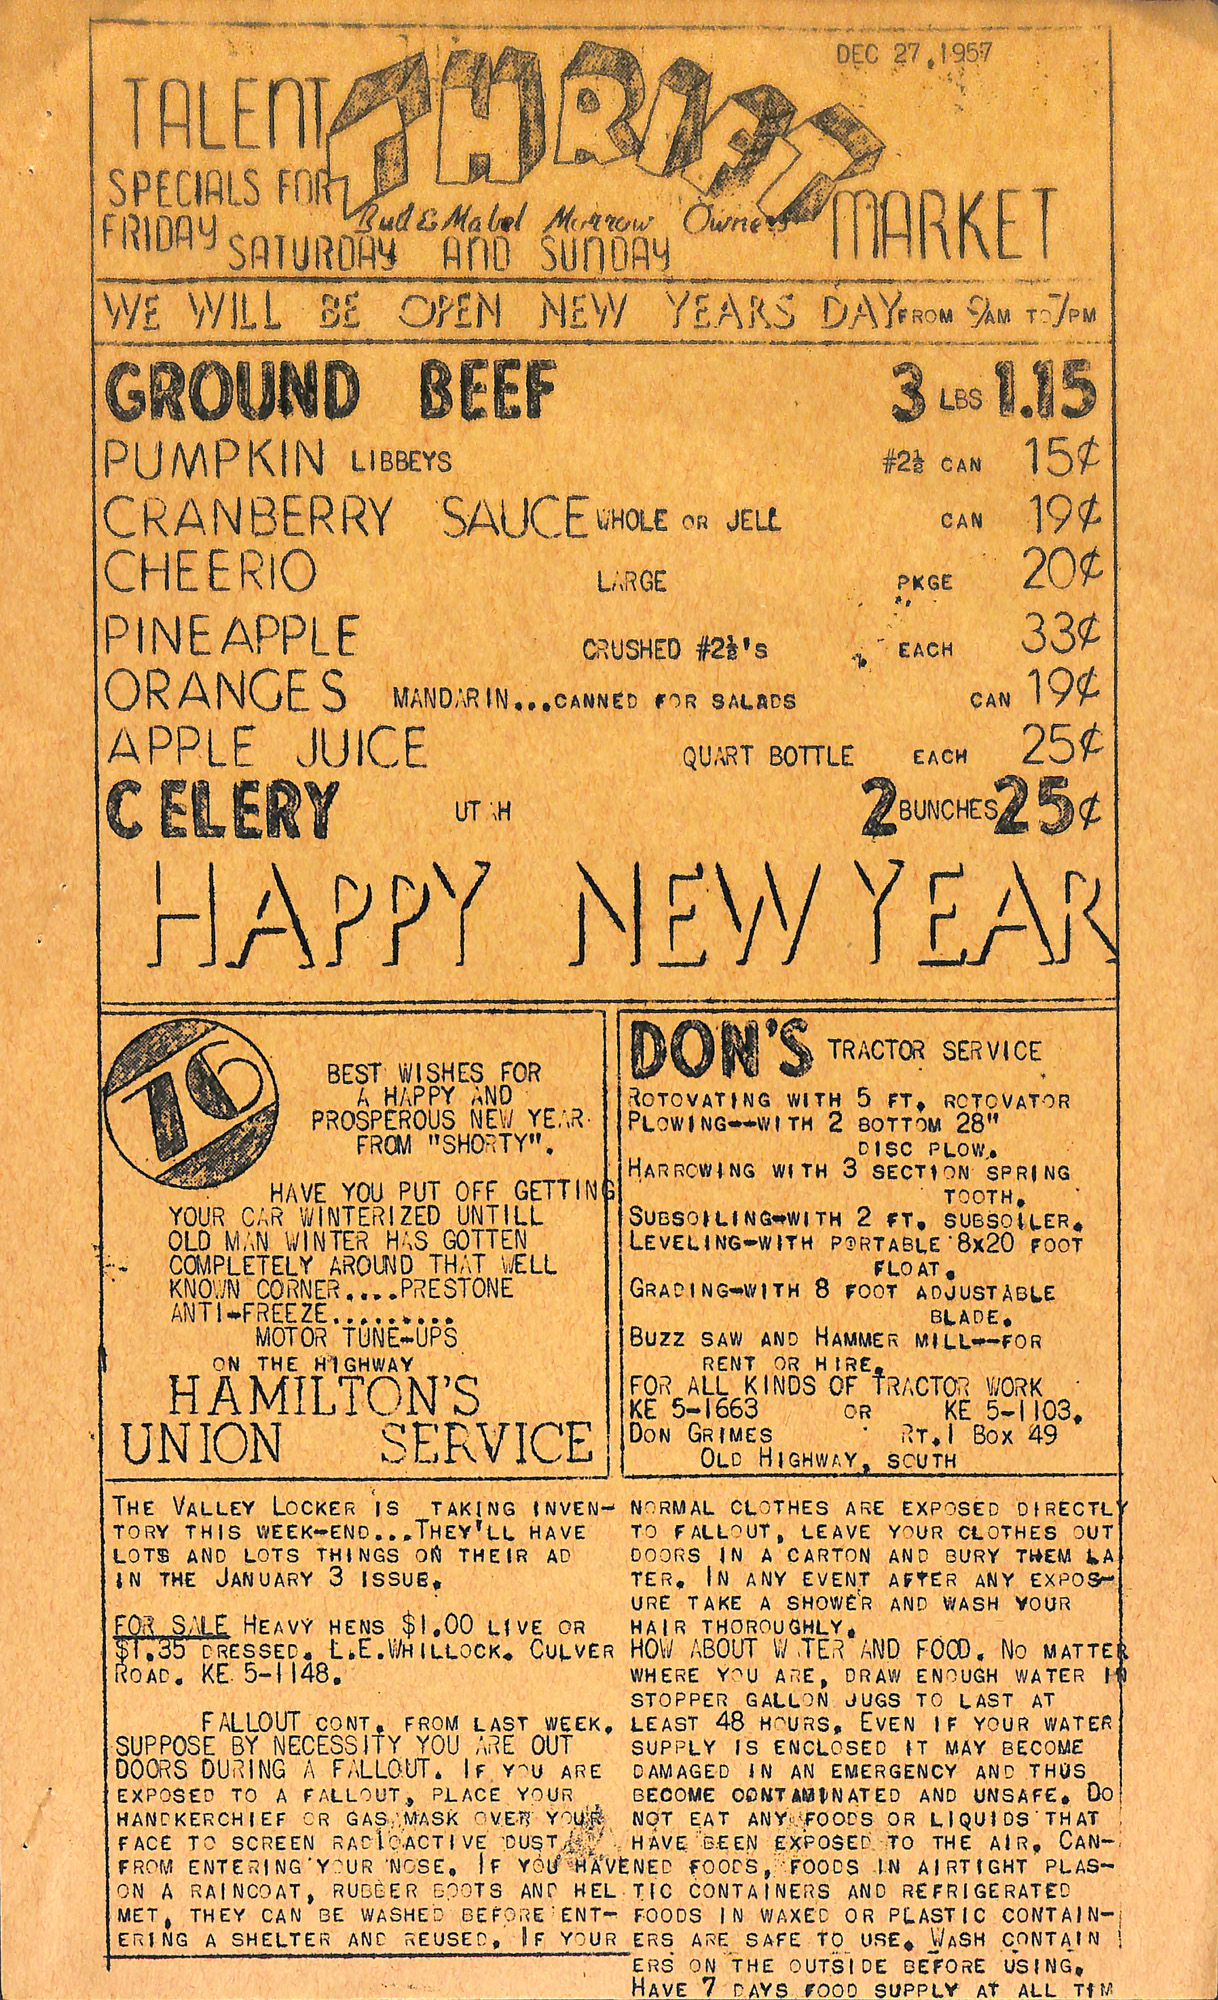 DEC 27, 1957
TALENT THRIFT MARKET
SPECIALS FOR
FRIDAY
Bud & Mabel Morrow Owners
SATURDAY AND SUNDAY
WE WILL BE OPEN NEW YEARS DAY FROM 9AM TO 7PM
GROUND BEEF 3 LBS 1.15
PUMPKIN LIBBEYS #2½ CAN 15¢
CRANBERRY SAUCE WHOLE OR JELL CAN 19¢
CHEERIO LARGE PKGE 20¢
PINEAPPLE CRUSHED #2½'S EACH 33¢
ORANGES MANDARIN...CANNED FOR SALADS CAN 19¢
APPLE JUICE QUART BOTTLE EACH 25¢
CELERY UTAH 2 BUNCHES 25¢
HAPPY NEW YEAR
76
BEST WISHES FOR
A HAPPY AND
PROSPEROUS NEW YEAR
FROM "SHORTY".
HAVE YOU PUT OFF GETTING
YOUR CAR WINTERIZED UNTILL
OLD MAN WINTER HAS GOTTEN
COMPLETELY AROUND THAT WELL
KNOWN CORNER....PRESTONE
ANTI-FREEZE.........
MOTOR TUNE-UPS
ON THE HIGHWAY
HAMILTON'S
UNION SERVICE
DON'S TRACTOR SERVICE
ROTOVATING WITH 5 FT. ROTOVATOR
PLOWING--WITH 2 BOTTOM 28"
DISC PLOW.
HARROWING WITH 3 SECTION SPRING
TOOTH.
SUBSOILING-WITH 2 FT. SUBSOILER.
LEVELING-WITH PORTABLE 8X20 FOOT
FLOAT.
GRADING-WITH 8 FOOT ADJUSTABLE
BLADE.
BUZZ SAW AND HAMMER MILL--FOR
RENT OR HIRE.
FOR ALL KINDS OF TRACTOR WORK
KE 5-1663 OR KE 5-1103.
DON GRIMES RT.1 BOX 49
OLD HIGHWAY, SOUTH
THE VALLEY LOCKER IS TAKING INVEN-
TORY THIS WEEK-END...THEY'LL HAVE
LOTS AND LOTS THINGS ON THEIR AD
IN THE JANUARY 3 ISSUE.
FOR SALE HEAVY HENS $1.00 LIVE OR
$1.35 DRESSED. L.E.WHILLOCK. CULVER
ROAD. KE 5-1148.
FALLOUT CONT. FROM LAST WEEK.
SUPPOSE BY NECESSITY YOU ARE OUT
DOORS DURING A FALLOUT. IF YOU ARE
EXPOSED TO A FALLOUT, PLACE YOUR
HANDKERCHIEF OR GAS MASK OVER YOUR
FACE TO SCREEN RADIOACTIVE DUST
FROM ENTERING YOUR NOSE. IF YOU HAVE
ON A RAINCOAT, RUBBER BOOTS AND HEL
MET, THEY CAN BE WASHED BEFORE ENT-
ERING A SHELTER AND REUSED. IF YOUR
NORMAL CLOTHES ARE EXPOSED DIRECTLY
TO FALLOUT, LEAVE YOUR CLOTHES OUT
DOORS IN A CARTON AND BURY THEM LA
TER. IN ANY EVENT AFTER ANY EXPOS-
URE TAKE A SHOWER AND WASH YOUR
HAIR THOROUGHLY.
HOW ABOUT WATER AND FOOD. NO MATTER
WHERE YOU ARE, DRAW ENOUGH WATER IN
STOPPER GALLON JUGS TO LAST AT
LEAST 48 HOURS. EVEN IF YOUR WATER
SUPPLY IS ENCLOSED IT MAY BECOME
DAMAGED IN AN EMERGENCY AND THUS
BECOME CONTAMINATED AND UNSAFE. DO
NOT EAT ANY FOODS OR LIQUIDS THAT
HAVE BEEN EXPOSED TO THE AIR. CAN-
NED FOODS, FOODS IN AIRTIGHT PLAS-
TIC CONTAINERS AND REFRIGERATED
FOODS IN WAXED OR PLASTIC CONTAIN-
ERS ARE SAFE TO USE. WASH CONTAIN
ERS ON THE OUTSIDE BEFORE USING.
HAVE 7 DAYS FOOD SUPPLY AT ALL TIM